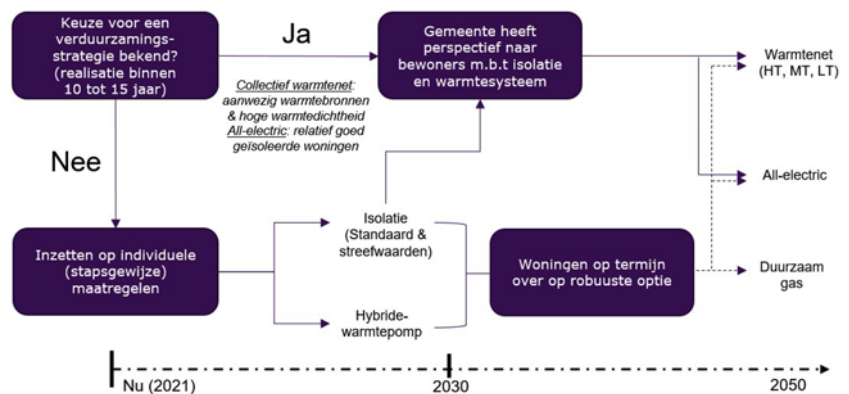 Keuze voor een
verduurzamings-
strategie bekend?
(realisatie binnen
10 tot 15 jaar)
Ja
Collectief warmtenet:
aanwezig warmtebronnen
& hoge warmtedichtheid
All-electric: relatief goed
geïsoleerde woningen
Gemeente heeft
perspectief naar
bewoners m.b.t isolatie
en warmtesysteem
Warmtenet
(HT, MT, LT)
All-electric
Nee
Inzetten op individuele
(stapsgewijze)
maatregelen
Isolatie
(Standaard &
streefwaarden)
Hybride-
warmtepomp
Woningen op termijn
over op robuuste optie
Duurzaam
gas
Nu (2021)
2030
2050